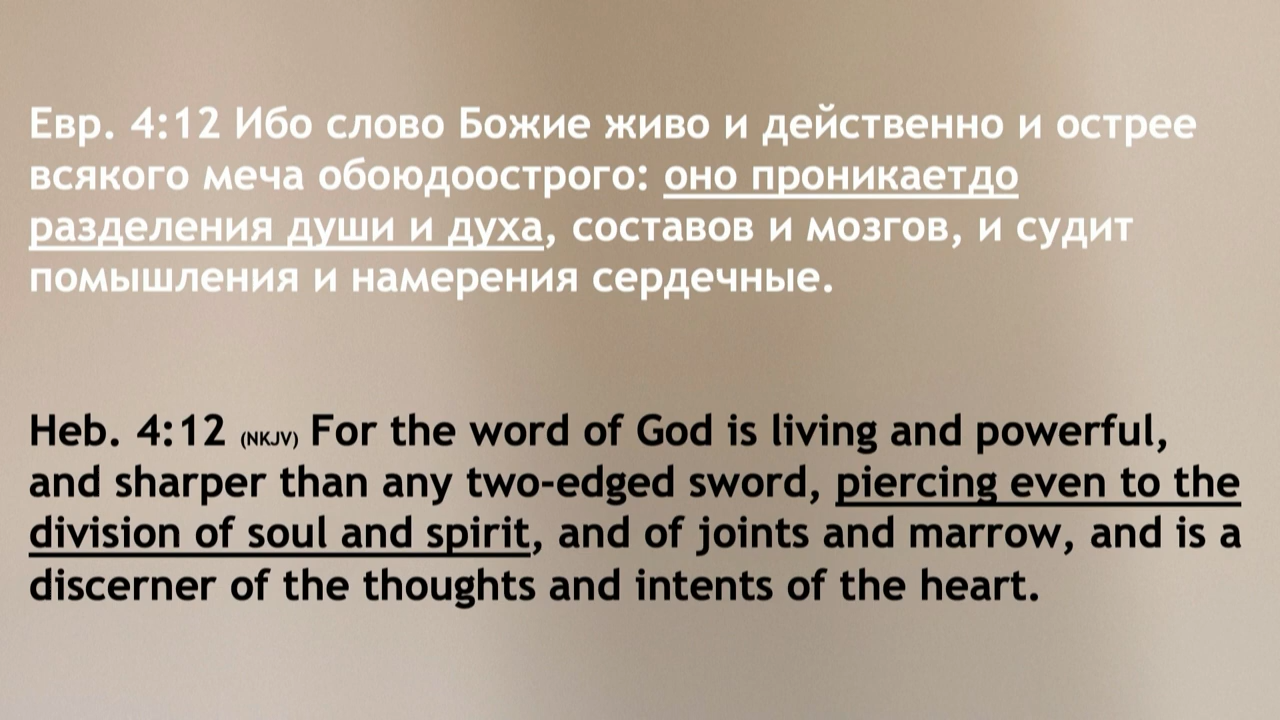 Евр. 4:12 Ибо слово Божие живо и действенно и острее
всякого меча обоюдоострого: оно проникаетдо
разделения души и духа, составов и мозгов, и судит
помышления и намерения сердечные.
Heb. 4:12 (NKJV) For the word of God is living and powerful,
and sharper than any two-edged sword, piercing even to the
division of soul and spirit, and of joints and marrow, and is a
discerner of the thoughts and intents of the heart.